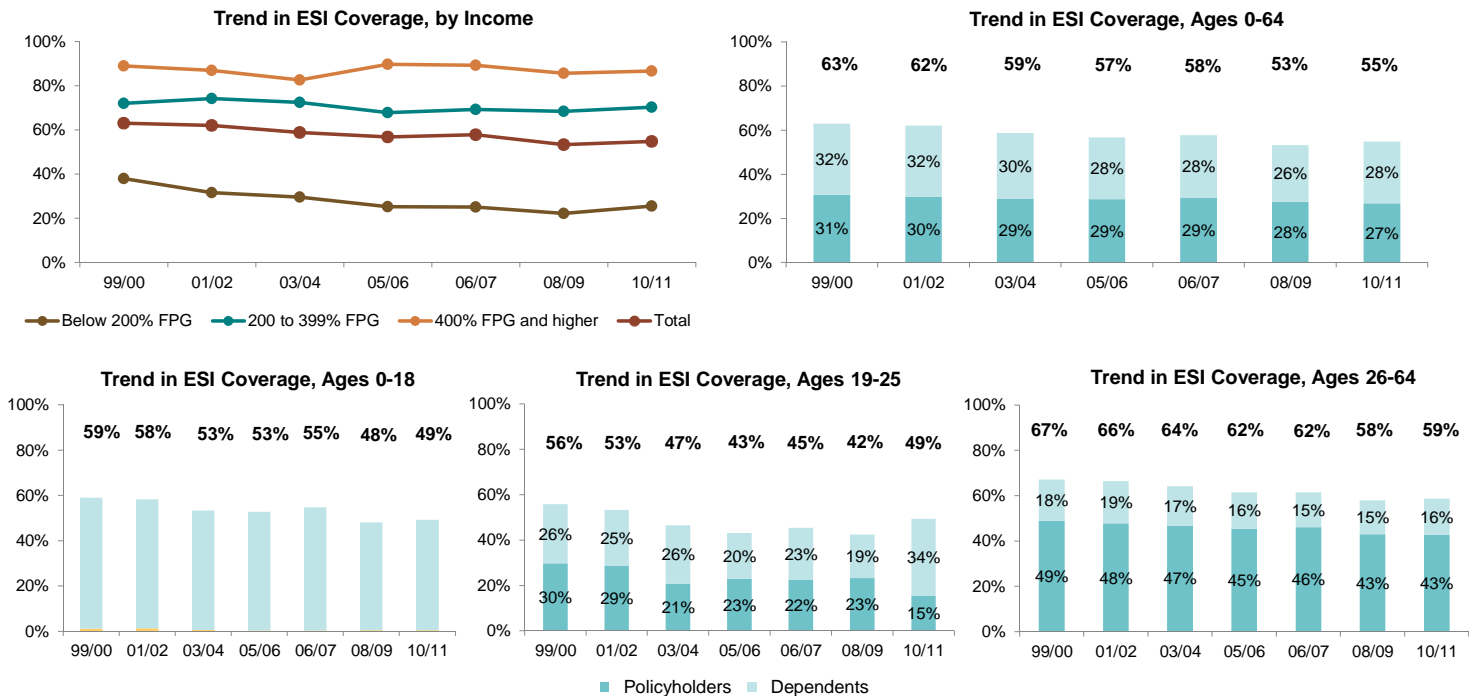 Trend in ESI Coverage, by Income
100%
80%
60%
40%
20%
0%
99/00 01/02 03/04 05/06 06/07 08/09 10/11
Below 200% FPG 200 to 399% FPG 400% FPG and higher Total
Trend in ESI Coverage, Ages 0-64
100%
63% 62% 59% 57% 58% 53% 55%
80%
60%
32% 32% 30% 28% 28% 26% 28%
40%
20%
31% 30% 29% 29% 29% 28% 27%
0%
99/00 01/02 03/04 05/06 06/07 08/09 10/11
Trend in ESI Coverage, Ages 0-18
100%
59% 58% 53% 53% 55% 48% 49%
80%
60%
40%
20%
0%
99/00 01/02 03/04 05/06 06/07 08/09 10/11
Trend in ESI Coverage, Ages 19-25
100%
56% 53% 47% 43% 45% 42% 49%
80%
60%
26% 25% 26% 20% 23% 19% 34%
40%
20%
30% 29% 21% 23% 22% 23% 15%
0%
99/00 01/02 03/04 05/06 06/07 08/09 10/11
Trend in ESI Coverage, Ages 26-64
100%
67% 66% 64% 62% 62% 58% 59%
80%
60%
18% 19% 17% 16% 15% 15% 16%
40%
20%
49% 48% 47% 45% 46% 43% 43%
0%
99/00 01/02 03/04 05/06 06/07 08/09 10/11
Policyholders Dependents